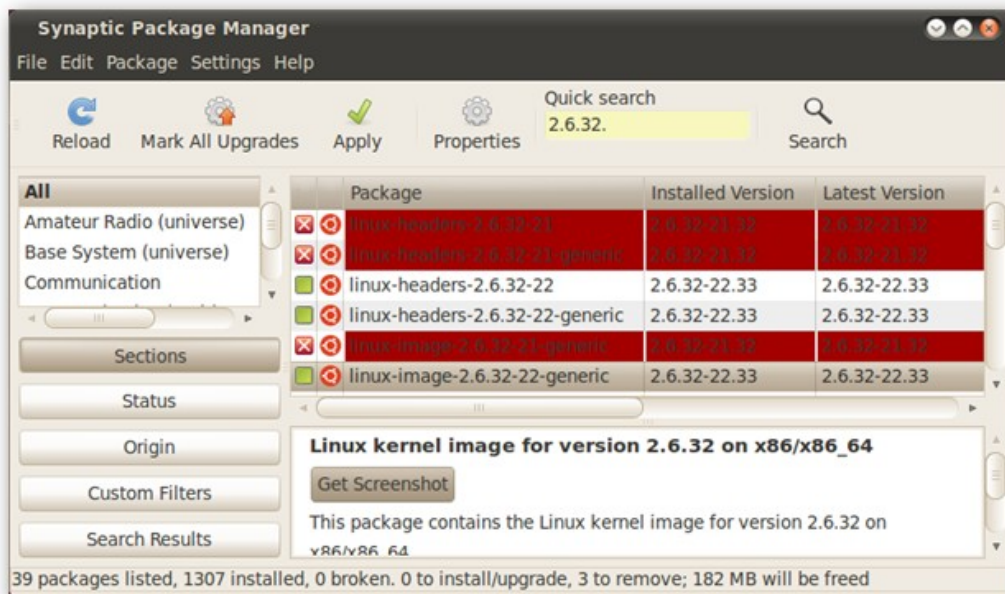 Synaptic Package Manager
File Edit Package Settings Help
Quick search
2.6.32.
Reload Mark All Upgrades Apply Properties Search
All
Amateur Radio (universe)
Base System (universe)
Communication
Sections
Status
Origin
Custom Filters
Search Results
Package Installed Version Latest Version
linux-headers-2.6.32-21 2.6.32-21.32 2.6.32-21.32
linux-headers-2.6.32-21-generic 2.6.32-21.32 2.6.32-21.32
linux-headers-2.6.32-22 2.6.32-22.33 2.6.32-22.33
linux-headers-2.6.32-22-generic 2.6.32-22.33 2.6.32-22.33
linux-image-2.6.32-21-generic 2.6.32-21.32 2.6.32-21.32
linux-image-2.6.32-22-generic 2.6.32-22.33 2.6.32-22.33
Linux kernel image for version 2.6.32 on x86/x86_64
Get Screenshot
This package contains the Linux kernel image for version 2.6.32 on
x86/x86_64
39 packages listed, 1307 installed, 0 broken. 0 to install/upgrade, 3 to remove; 182 MB will be freed